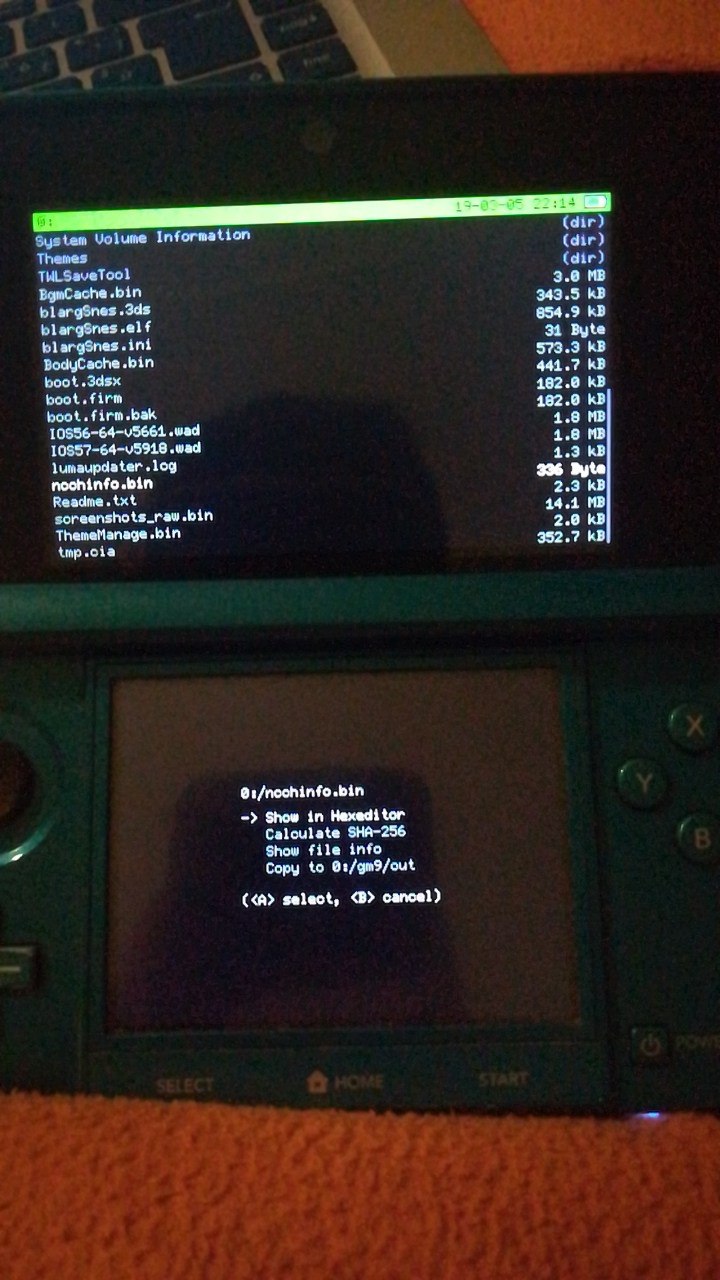 0: 19-03-05 22:14
System Volume Information (dir)
Themes (dir)
TWLSaveTool (dir)
BgmCache.bin 3.0 MB
blargSnes.3ds 343.5 kB
blargSnes.elf 854.9 kB
blargSnes.ini 31 Byte
BodyCache.bin 573.3 kB
boot.3dsx 441.7 kB
boot.firm 182.0 kB
boot.firm.bak 182.0 kB
IOS56-64-v5661.wad 1.8 MB
IOS57-64-v5918.wad 1.8 MB
lumaupdater.log 1.3 kB
ncchinfo.bin 336 Byte
Readme.txt 2.3 kB
screenshots_raw.bin 14.1 MB
ThemeManage.bin 2.0 kB
tmp.cia 352.7 kB
X
Y
B
0:/ncchinfo.bin
-> Show in Hexeditor
Calculate SHA-256
Show file info
Copy to 0:/gm9/out
(<A> select, <B> cancel)
SELECT HOME START